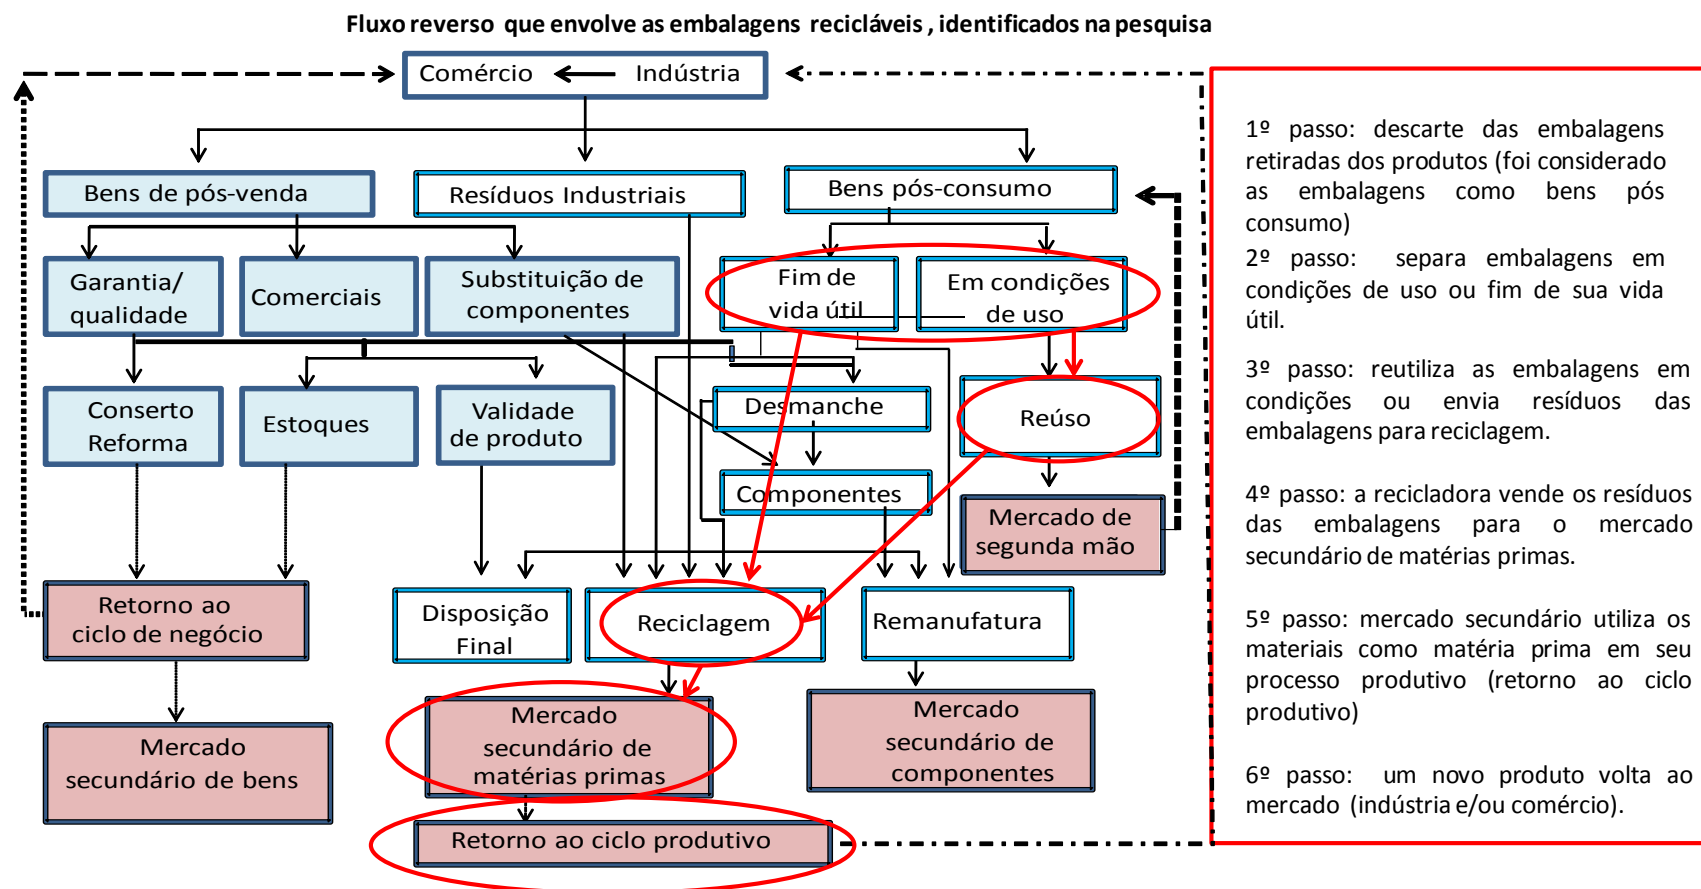 Fluxo reverso que envolve as embalagens recicláveis , identificados na pesquisa
Comércio
Indústria
Bens de pós-venda
Resíduos Industriais
Bens pós-consumo
Garantia/
qualidade
Comerciais
Substituição de
componentes
Fim de
vida útil
Em condições
de uso
Conserto
Reforma
Estoques
Validade
de produto
Desmanche
Reúso
Componentes
Mercado de
segunda mão
Retorno ao
ciclo de negócio
Disposição
Final
Reciclagem
Remanufatura
Mercado
secundário de bens
Mercado
secundário de
matérias primas
Mercado
secundário de
componentes
Retorno ao ciclo produtivo
1º passo: descarte das embalagens
retiradas dos produtos (foi considerado
as embalagens como bens pós
consumo)
2º passo: separa embalagens em
condições de uso ou fim de sua vida
útil.
3º passo: reutiliza as embalagens em
condições ou envia resíduos das
embalagens para reciclagem.
4º passo: a recicladora vende os resíduos
das embalagens para o mercado
secundário de matérias primas.
5º passo: mercado secundário utiliza os
materiais como matéria prima em seu
processo produtivo (retorno ao ciclo
produtivo)
6º passo: um novo produto volta ao
mercado (indústria e/ou comércio).